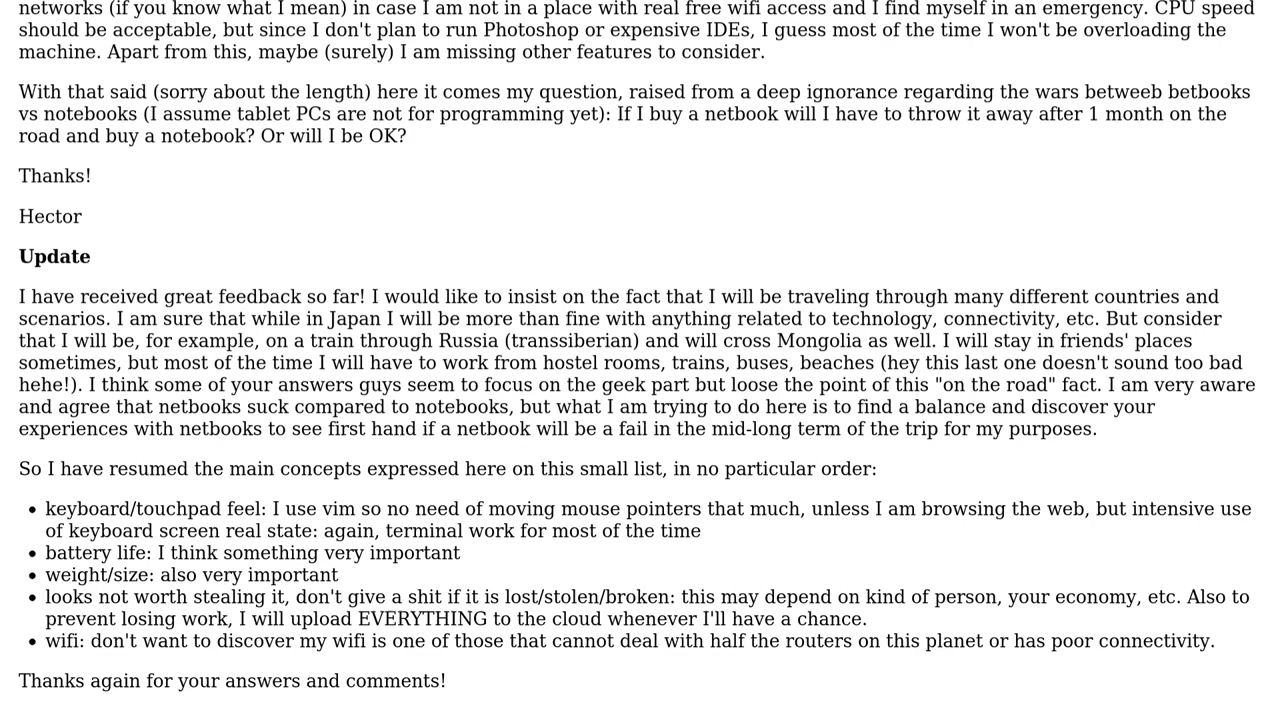 networks (if you know what I mean) in case I am not in a place with real free wifi access and I find myself in an emergency. CPU speed
should be acceptable, but since I don't plan to run Photoshop or expensive IDEs, I guess most of the time I won't be overloading the
machine. Apart from this, maybe (surely) I am missing other features to consider.
With that said (sorry about the length) here it comes my question, raised from a deep ignorance regarding the wars betweeb betbooks
vs notebooks (I assume tablet PCs are not for programming yet): If I buy a netbook will I have to throw it away after 1 month on the
road and buy a notebook? Or will I be OK?
Thanks!
Hector
Update
I have received great feedback so far! I would like to insist on the fact that I will be traveling through many different countries and
scenarios. I am sure that while in Japan I will be more than fine with anything related to technology, connectivity, etc. But consider
that I will be, for example, on a train through Russia (transsiberian) and will cross Mongolia as well. I will stay in friends' places
sometimes, but most of the time I will have to work from hostel rooms, trains, buses, beaches (hey this last one doesn't sound too bad
hehe!). I think some of your answers guys seem to focus on the geek part but loose the point of this "on the road" fact. I am very aware
and agree that netbooks suck compared to notebooks, but what I am trying to do here is to find a balance and discover your
experiences with netbooks to see first hand if a netbook will be a fail in the mid-long term of the trip for my purposes.
So I have resumed the main concepts expressed here on this small list, in no particular order:
• keyboard/touchpad feel: I use vim so no need of moving mouse pointers that much, unless I am browsing the web, but intensive use
of keyboard screen real state: again, terminal work for most of the time
• battery life: I think something very important
• weight/size: also very important
• looks not worth stealing it, don't give a shit if it is lost/stolen/broken: this may depend on kind of person, your economy, etc. Also to
prevent losing work, I will upload EVERYTHING to the cloud whenever I'll have a chance.
• wifi: don't want to discover my wifi is one of those that cannot deal with half the routers on this planet or has poor connectivity.
Thanks again for your answers and comments!